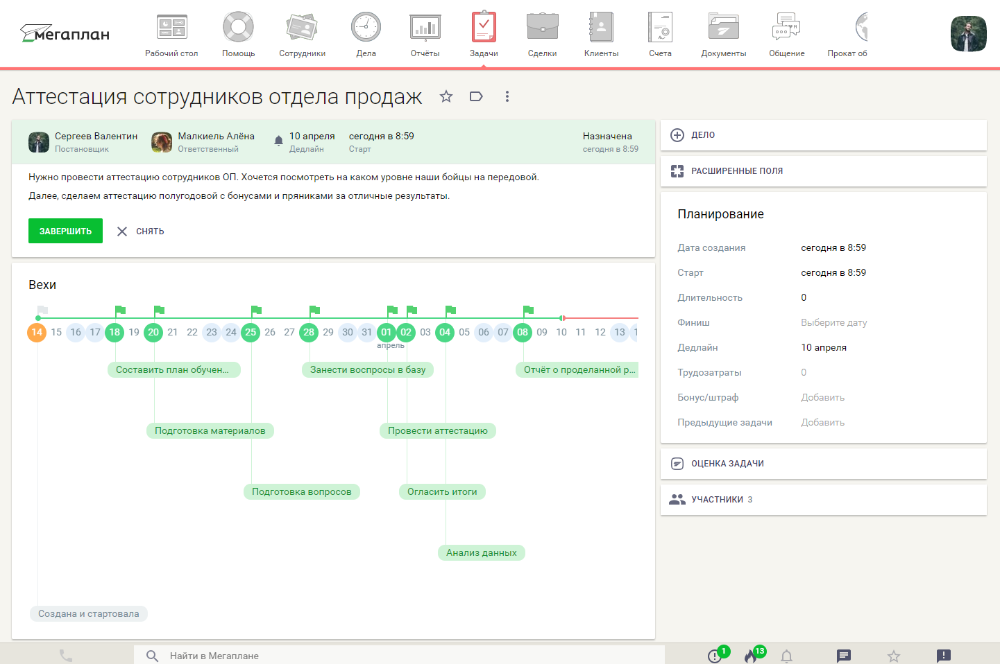 мегаплан
Рабочий стол
Помощь
Сотрудники
Дела
Отчёты
Задачи
Сделки
Клиенты
Счета
Документы
Общение
Прокат об
Аттестация сотрудников отдела продаж
Сергеев Валентин
Постановщик
Малкиель Алёна
Ответственный
10 апреля
Дедлайн
сегодня в 8:59
Старт
Назначена
сегодня в 8:59
Нужно провести аттестацию сотрудников ОП. Хочется посмотреть на каком уровне наши бойцы на передовой.
Далее, сделаем аттестацию полугодовой с бонусами и пряниками за отличные результаты.
ЗАВЕРШИТЬ
СНЯТЬ
Вехи
14 15 16 17 18 19 20 21 22 23 24 25 26 27 28 29 30 31 01 02 03 04 05 06 07 08 09 10 11 12 13 1
апрель
Составить план обучен...
Занести воспросы в базу
Отчёт о проделанной р...
Подготовка материалов
Провести аттестацию
Подготовка вопросов
Огласить итоги
Анализ данных
Создана и стартовала
ДЕЛО
РАСШИРЕННЫЕ ПОЛЯ
Планирование
Дата создания сегодня в 8:59
Старт сегодня в 8:59
Длительность 0
Финиш Выберите дату
Дедлайн 10 апреля
Трудозатраты 0
Бонус/штраф Добавить
Предыдущие задачи Добавить
ОЦЕНКА ЗАДАЧИ
УЧАСТНИКИ 3
Найти в Мегаплане
1
13